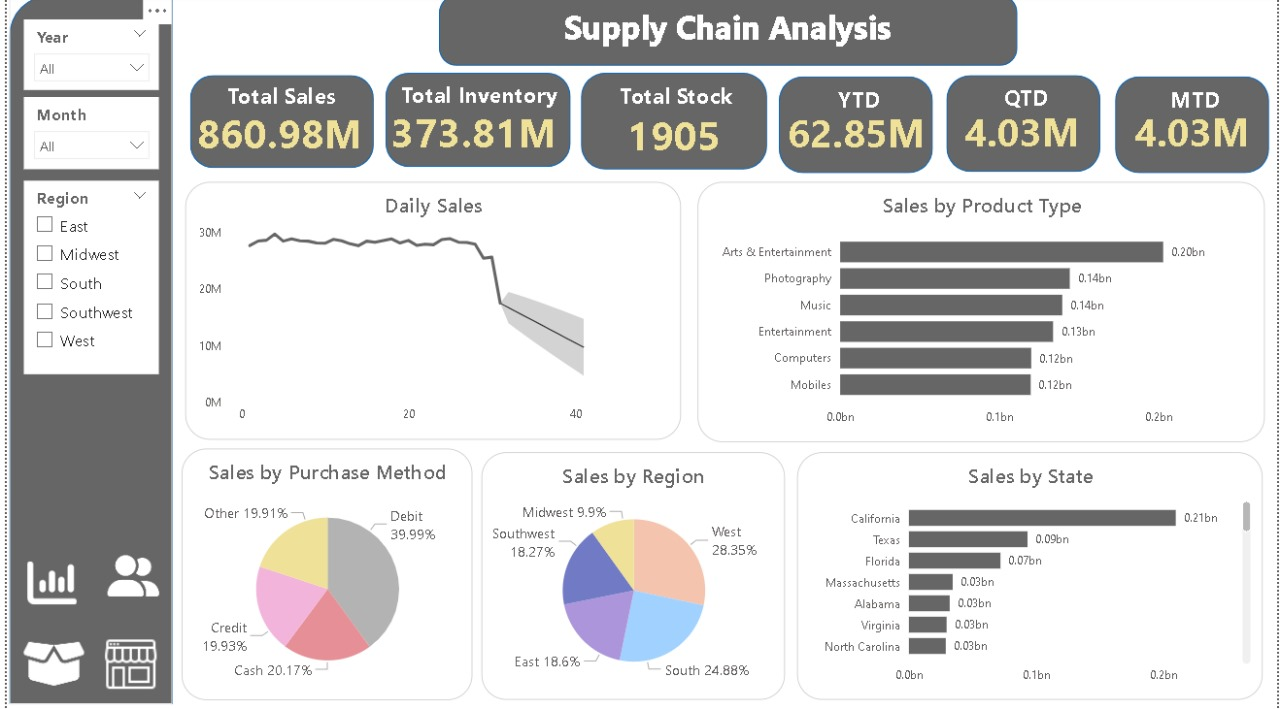 Supply Chain Analysis
Year
All
Month
All
Region
East
Midwest
South
Southwest
West
Total Sales
860.98M
Total Inventory
373.81M
Total Stock
1905
YTD
62.85M
QTD
4.03M
MTD
4.03M
Daily Sales
30M
20M
10M
0M
0
20
40
Sales by Product Type
Arts & Entertainment 0.20bn
Photography 0.14bn
Music 0.14bn
Entertainment 0.13bn
Computers 0.12bn
Mobiles 0.12bn
0.0bn
0.1bn
0.2bn
Sales by Purchase Method
Other 19.91%
Debit
39.99%
Credit
19.93%
Cash 20.17%
Sales by Region
Midwest 9.9%
Southwest
18.27%
West
28.35%
East 18.6%
South 24.88%
Sales by State
California 0.21bn
Texas 0.09bn
Florida 0.07bn
Massachusetts 0.03bn
Alabama 0.03bn
Virginia 0.03bn
North Carolina 0.03bn
0.0bn
0.1bn
0.2bn